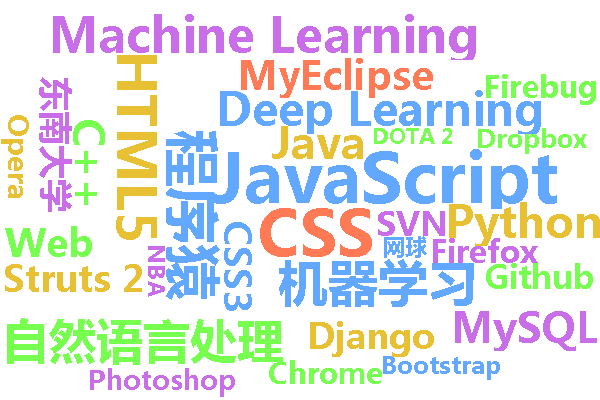 Machine Learning
MyEclipse
Firebug
HTML5
东南大学
Deep Learning
Opera
C++
Java
DOTA 2
Dropbox
程序猿
JavaScript
CSS
SVN
Python
Web
CSS3
网球
Firefox
NBA
Struts 2
机器学习
Github
自然语言处理
Django
MySQL
Photoshop
Chrome
Bootstrap